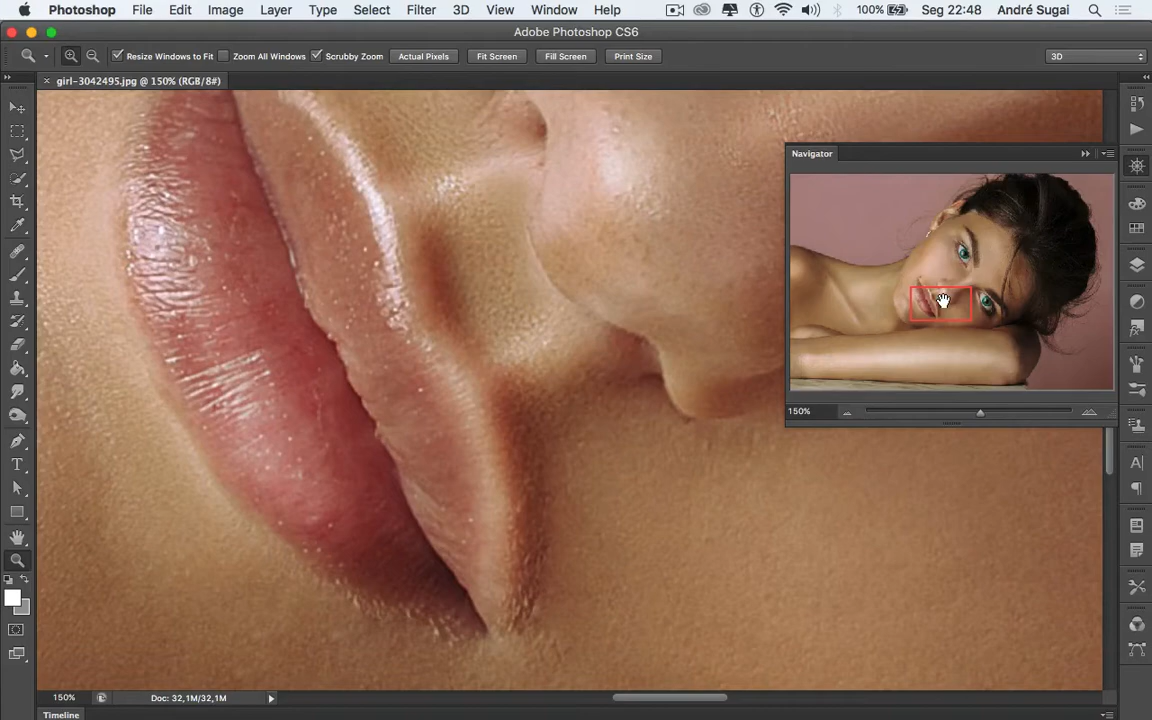 Photoshop File Edit Image Layer Type Select Filter 3D View Window Help 100% Seg 22:48 André Sugai
Adobe Photoshop CS6
Resize Windows to Fit Zoom All Windows Scrubby Zoom Actual Pixels Fit Screen Fill Screen Print Size 3D
girl-3042495.jpg @ 150% (RGB/8#)
Navigator
150%
150% Doc: 32,1M/32,1M
Timeline